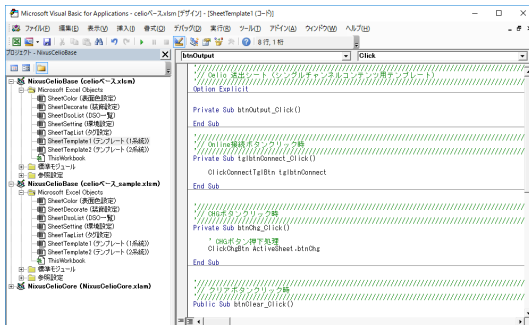 Microsoft Visual Basic for Applications - celioベース.xlsm [デザイン] - [SheetTemplate1 (コード)]
ファイル(F) 編集(E) 表示(V) 挿入(I) 書式(O) デバッグ(D) 実行(R) ツール(T) アドイン(A) ウィンドウ(W) ヘルプ(H)
8行, 1桁
プロジェクト - NixusCelioBase
NixusCelioBase (celioベース.xlsm)
Microsoft Excel Objects
SheetColor (表面色設定)
SheetDecorate (装飾設定)
SheetDsoList (DSO一覧)
SheetSetting (環境設定)
SheetTagList (タグ設定)
SheetTemplate1 (テンプレート (1系統))
SheetTemplate2 (テンプレート (2系統))
ThisWorkbook
標準モジュール
参照設定
NixusCelioBase (celioベース_sample.xlsm)
Microsoft Excel Objects
SheetColor (表面色設定)
SheetDecorate (装飾設定)
SheetDsoList (DSO一覧)
SheetSetting (環境設定)
SheetTagList (タグ設定)
SheetTemplate1 (テンプレート (1系統))
SheetTemplate2 (テンプレート (2系統))
ThisWorkbook
標準モジュール
参照設定
NixusCelioCore (NixusCelioCore.xlam)
btnOutput
Click
'// Celio 送出シート (シングルチャンネルコンテンツ用テンプレート)
Option Explicit
Private Sub btnOutput_Click()
End Sub
'// Online接続ボタンクリック時
Private Sub tglbtnConnect_Click()
ClickConnectTglBtn tglbtnConnect
End Sub
'// CHGボタンクリック時
Private Sub btnChg_Click()
' CHGボタン押下処理
ClickChgBtn ActiveSheet.btnChg
End Sub
'// クリアボタンクリック時
Public Sub btnClear_Click()